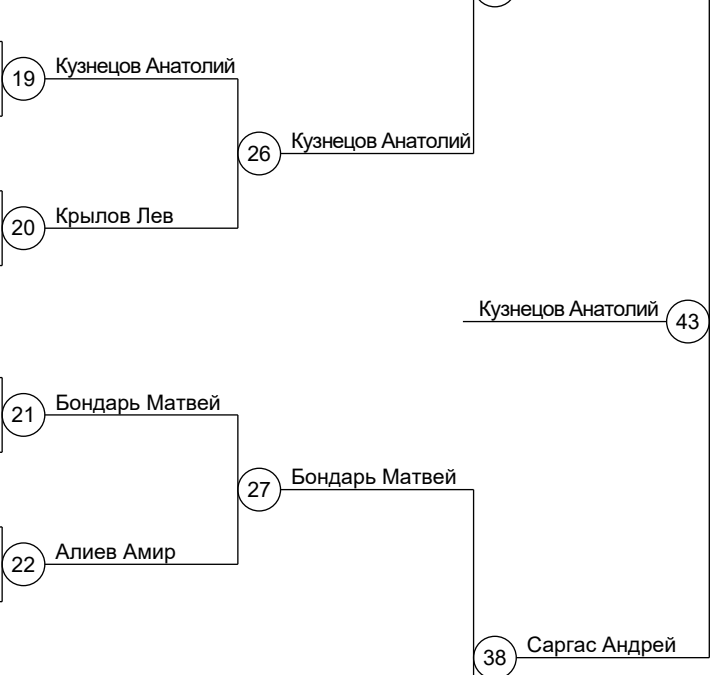 19 Кузнецов Анатолий
26 Кузнецов Анатолий
20 Крылов Лев
Кузнецов Анатолий 43
21 Бондарь Матвей
27 Бондарь Матвей
22 Алиев Амир
38 Саргас Андрей